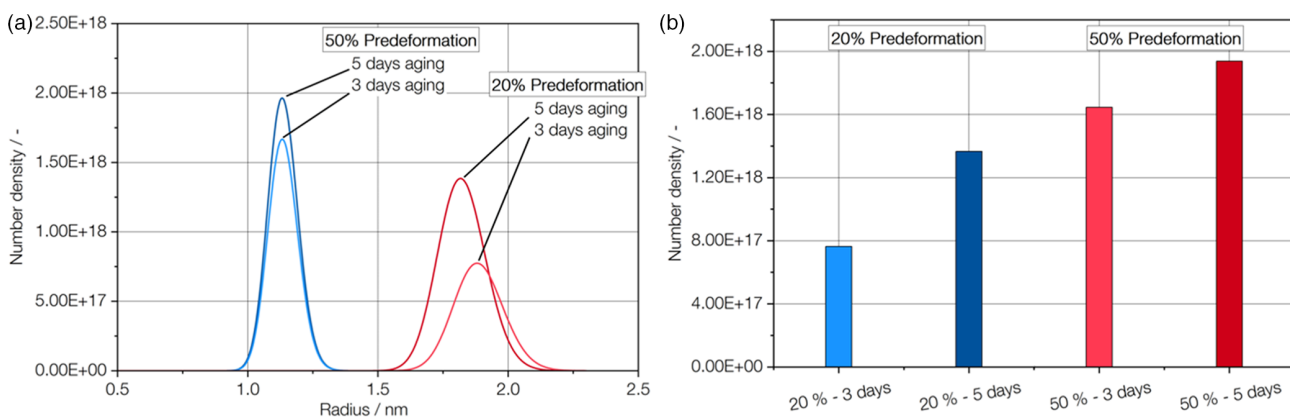 (a)
Number density / -
2.50E+18
2.00E+18
1.50E+18
1.00E+18
5.00E+17
0.00E+00
50% Predeformation
5 days aging
3 days aging
20% Predeformation
5 days aging
3 days aging
0.5
1.0
1.5
2.0
2.5
Radius / nm
(b)
Number density / -
2.00E+18
1.60E+18
1.20E+18
8.00E+17
4.00E+17
0.00E+00
20% Predeformation
50% Predeformation
20 % - 3 days
20 % - 5 days
50 % - 3 days
50 % - 5 days